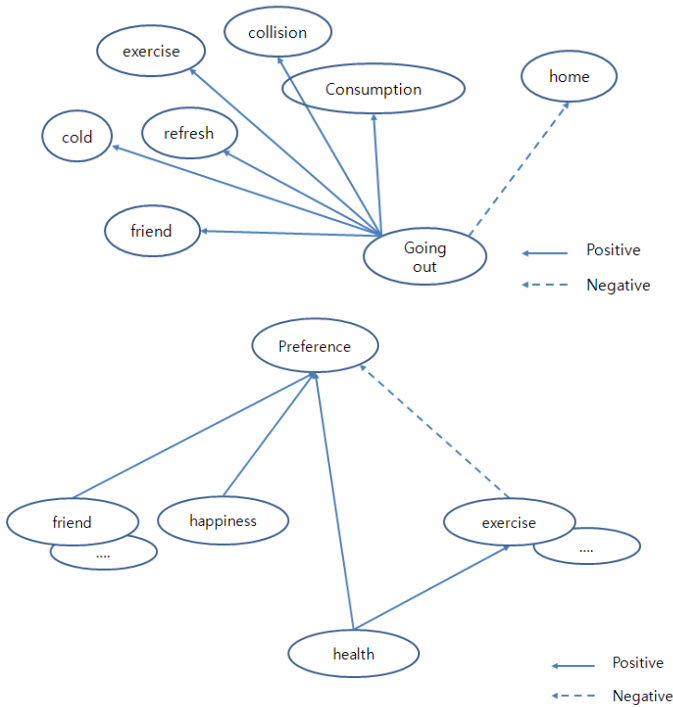 collision
exercise
Consumption
home
cold
refresh
friend
Going
out
Positive
Negative
Preference
friend
happiness
exercise
....
....
health
Positive
Negative